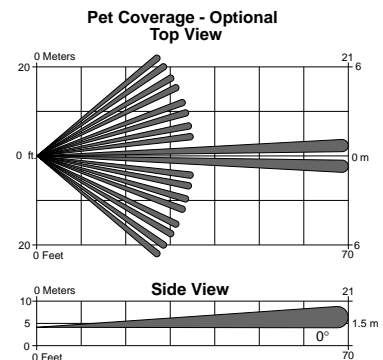 Pet Coverage - Optional
Top View
0 Meters 21
20 6
0 ft. 0 m
20 6
0 Feet 70
0 Meters Side View 21
10
5 1.5 m
0° 
0
0 Feet 70